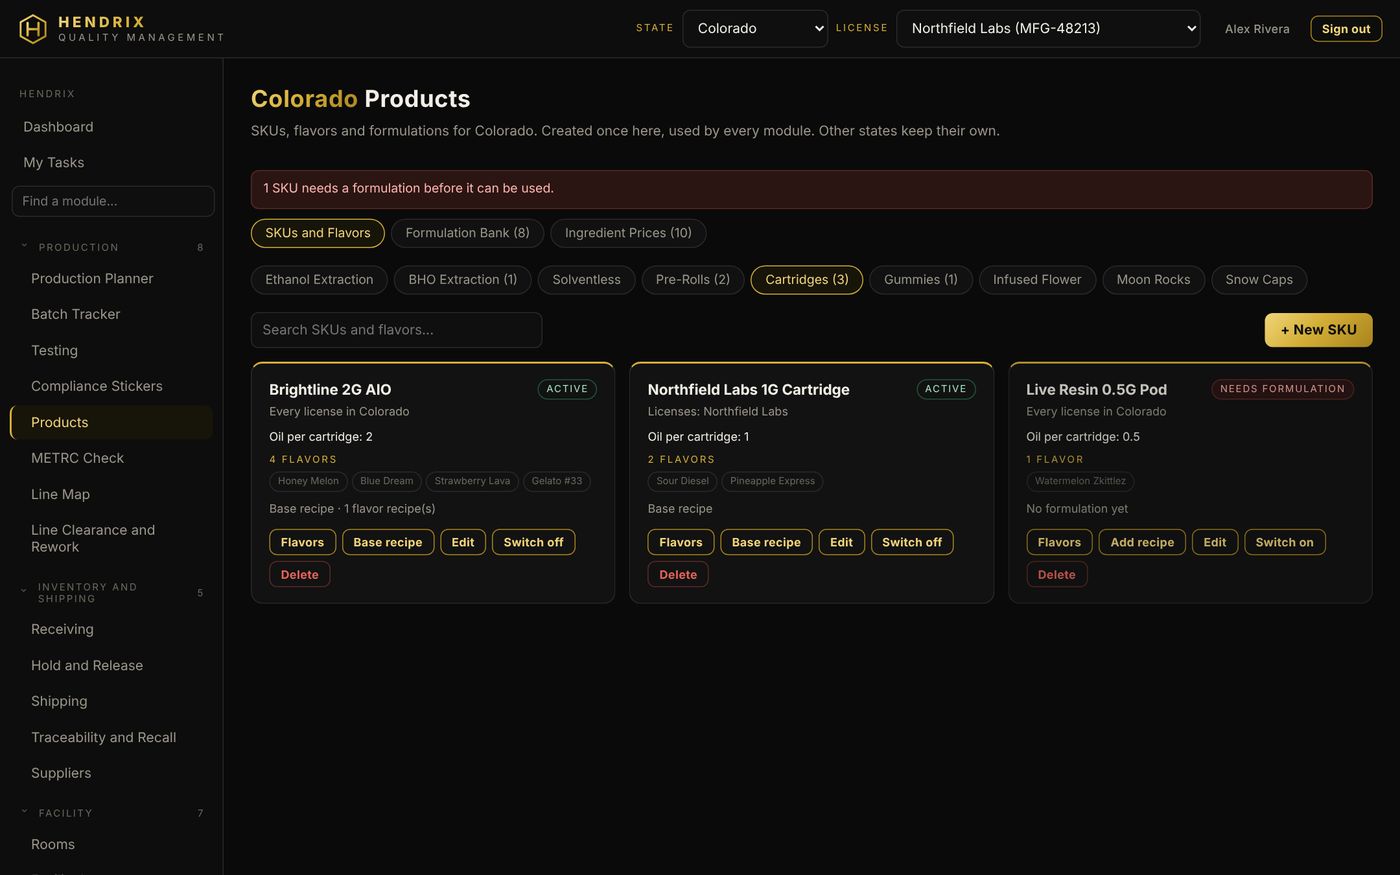 HENDRIX
QUALITY MANAGEMENT
STATE
Colorado
LICENSE
Northfield Labs (MFG-48213)
Alex Rivera
Sign out
HENDRIX
Dashboard
My Tasks
Find a module...
PRODUCTION 8
Production Planner
Batch Tracker
Testing
Compliance Stickers
Products
METRC Check
Line Map
Line Clearance and
Rework
INVENTORY AND
SHIPPING 5
Receiving
Hold and Release
Shipping
Traceability and Recall
Suppliers
FACILITY 7
Rooms
Colorado Products
SKUs, flavors and formulations for Colorado. Created once here, used by every module. Other states keep their own.
1 SKU needs a formulation before it can be used.
SKUs and Flavors
Formulation Bank (8)
Ingredient Prices (10)
Ethanol Extraction
BHO Extraction (1)
Solventless
Pre-Rolls (2)
Cartridges (3)
Gummies (1)
Infused Flower
Moon Rocks
Snow Caps
Search SKUs and flavors...
+ New SKU
Brightline 2G AIO
ACTIVE
Every license in Colorado
Oil per cartridge: 2
4 FLAVORS
Honey Melon
Blue Dream
Strawberry Lava
Gelato #33
Base recipe · 1 flavor recipe(s)
Flavors
Base recipe
Edit
Switch off
Delete
Northfield Labs 1G Cartridge
ACTIVE
Licenses: Northfield Labs
Oil per cartridge: 1
2 FLAVORS
Sour Diesel
Pineapple Express
Base recipe
Flavors
Base recipe
Edit
Switch off
Delete
Live Resin 0.5G Pod
NEEDS FORMULATION
Every license in Colorado
Oil per cartridge: 0.5
1 FLAVOR
Watermelon Zkittlez
No formulation yet
Flavors
Add recipe
Edit
Switch on
Delete